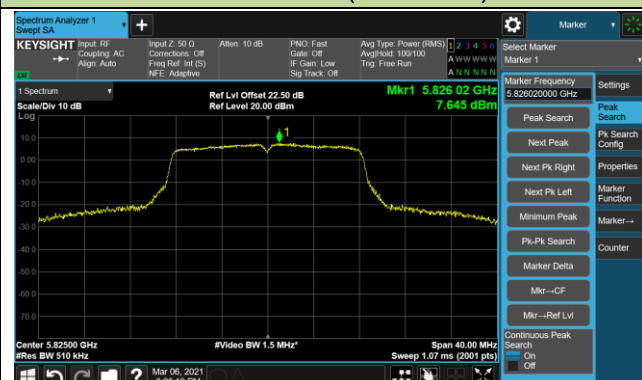 Spectrum Analyzer 1
Swept SA
Marker
KEYSIGHT
Input: RF
Coupling: AC
Align: Auto
Input Z: 50 Ω
Corrections: Off
Freq Ref: Int (S)
NFE: Adaptive
Atten: 10 dB
PNO: Fast
Gate: Off
IF Gain: Low
Sig Track: Off
Avg Type: Power (RMS)
Avg|Hold: 100/100
Trig: Free Run
1 2 3 4 5 6
A W W W W W
A N N N N N
LXI
Select Marker
Marker 1
1 Spectrum
Scale/Div 10 dB
Ref Lvl Offset 22.50 dB
Ref Level 20.00 dBm
Mkr1 5.826 02 GHz
7.645 dBm
Log
10.0
0.00
-10.0
-20.0
-30.0
-40.0
-50.0
-60.0
-70.0
1
Center 5.82500 GHz
#Res BW 510 kHz
#Video BW 1.5 MHz*
Span 40.00 MHz
Sweep 1.07 ms (2001 pts)
Marker Frequency
5.826020000 GHz
Peak Search
Next Peak
Next Pk Right
Next Pk Left
Minimum Peak
Pk-Pk Search
Marker Delta
Mkr→CF
Mkr→Ref Lvl
Continuous Peak
Search
On
Off
Settings
Peak
Search
Pk Search
Config
Properties
Marker
Function
Marker→
Counter
Mar 06, 2021